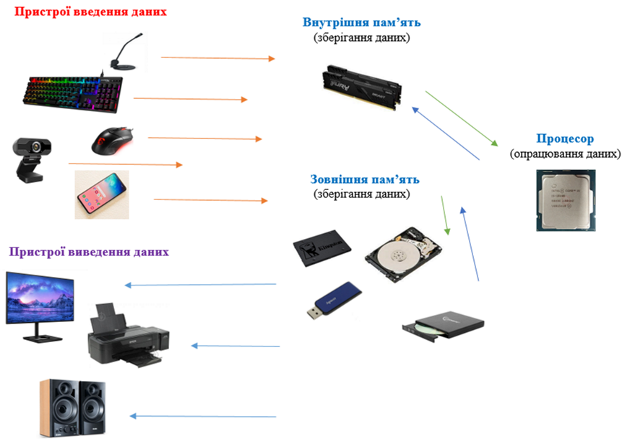 Пристрої введення даних
Внутрішня пам’ять
(зберігання даних)
FURY
Процесор
(опрацювання даних)
Зовнішня пам’ять
(зберігання даних)
Пристрої виведення даних